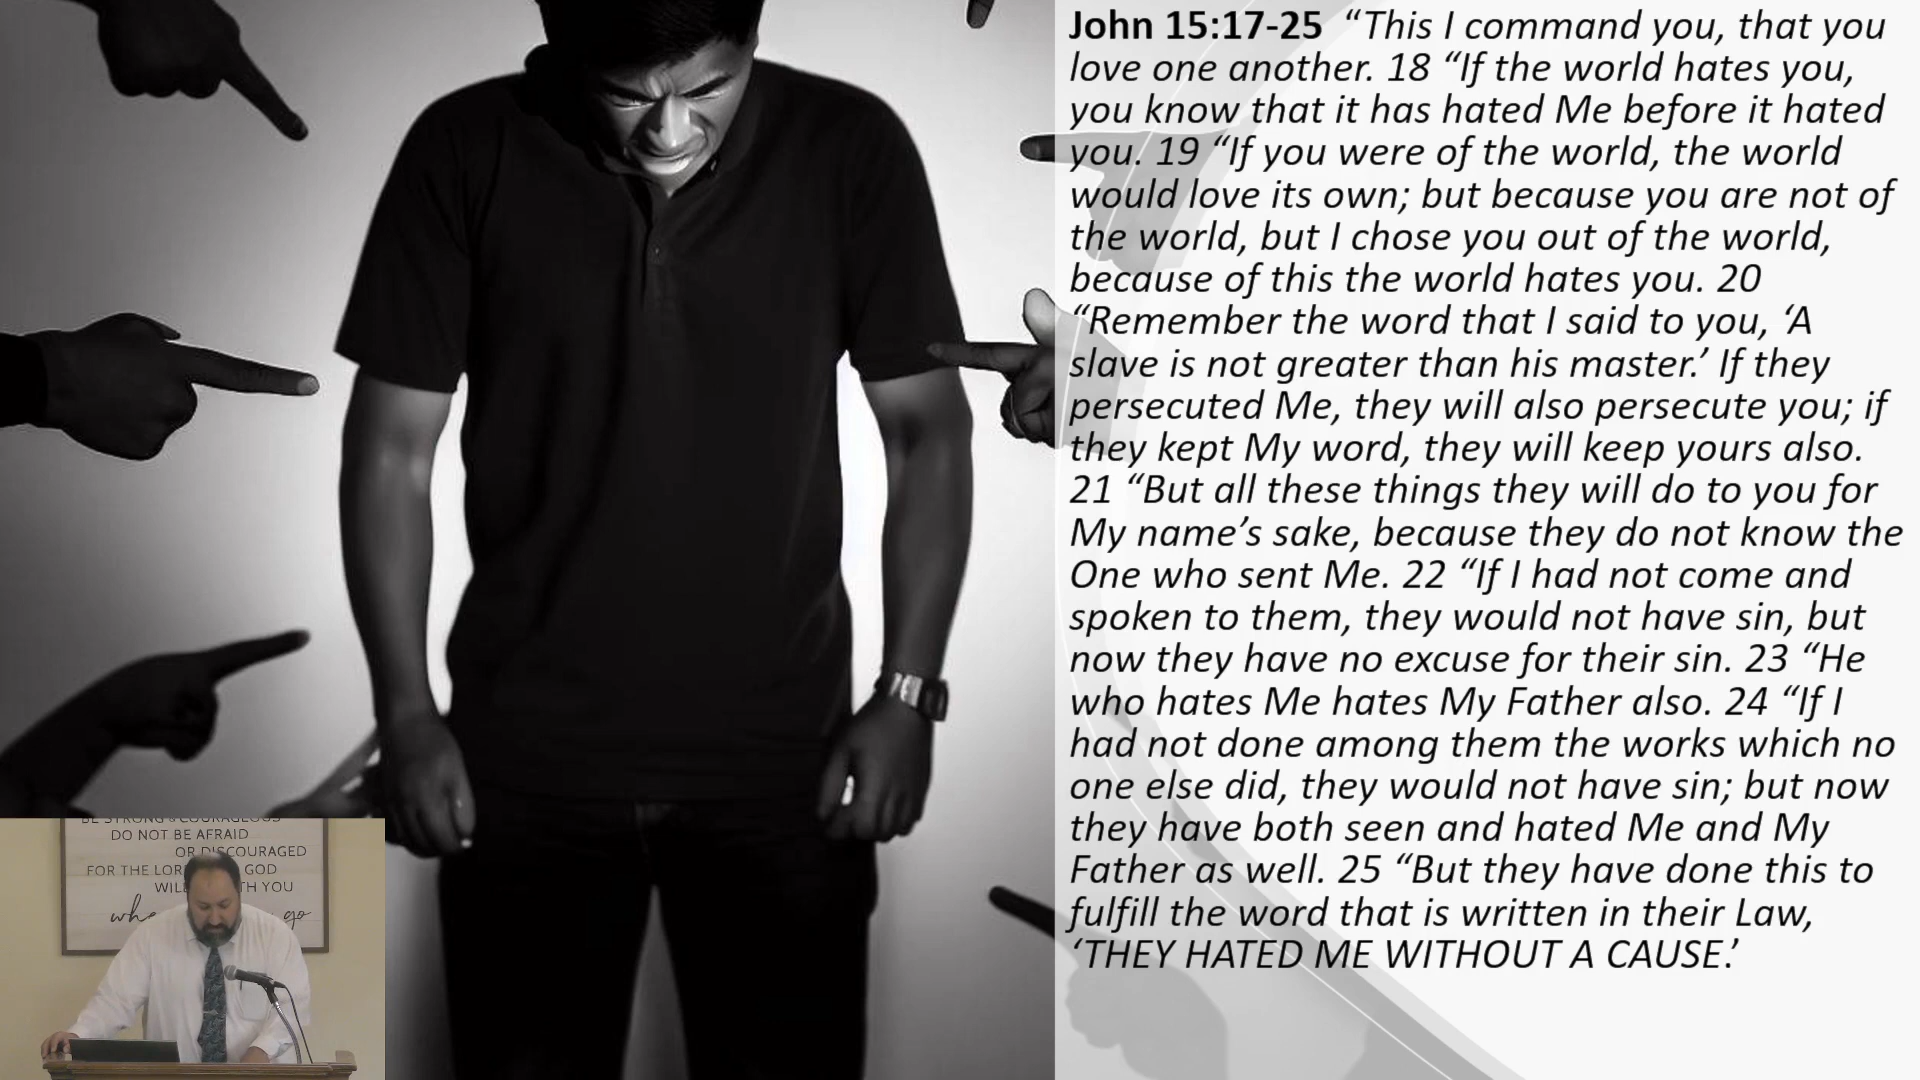 John 15:17-25 “This I command you, that you
love one another. 18 “If the world hates you,
you know that it has hated Me before it hated
you. 19 “If you were of the world, the world
would love its own; but because you are not of
the world, but I chose you out of the world,
because of this the world hates you. 20
“Remember the word that I said to you, ‘A
slave is not greater than his master.’ If they
persecuted Me, they will also persecute you; if
they kept My word, they will keep yours also.
21 “But all these things they will do to you for
My name’s sake, because they do not know the
One who sent Me. 22 “If I had not come and
spoken to them, they would not have sin, but
now they have no excuse for their sin. 23 “He
who hates Me hates My Father also. 24 “If I
had not done among them the works which no
one else did, they would not have sin; but now
they have both seen and hated Me and My
Father as well. 25 “But they have done this to
fulfill the word that is written in their Law,
‘THEY HATED ME WITHOUT A CAUSE.’
BE STRONG & COURAGEOUS
DO NOT BE AFRAID
OR DISCOURAGED
FOR THE LORD GOD
WILL YOU
go